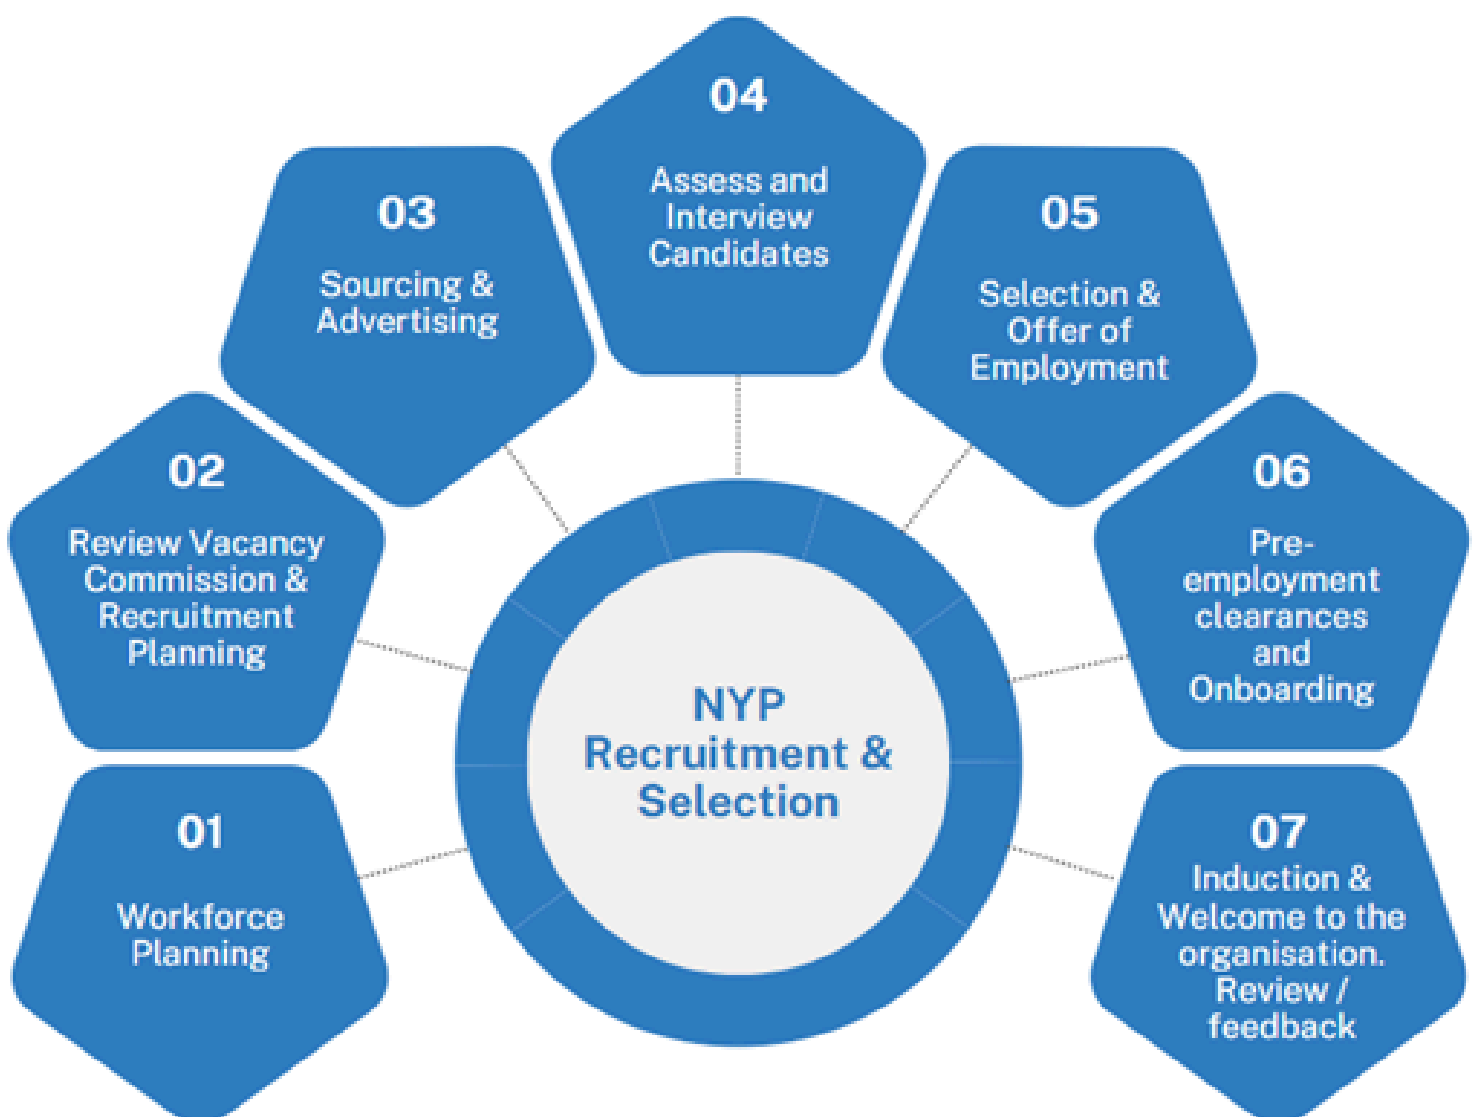 01
Workforce
Planning
02
Review Vacancy
Commission &
Recruitment
Planning
03
Sourcing &
Advertising
04
Assess and
Interview
Candidates
05
Selection &
Offer of
Employment
06
Pre-
employment
clearances
and
Onboarding
07
Induction &
Welcome to the
organisation.
Review /
feedback
NYP
Recruitment &
Selection